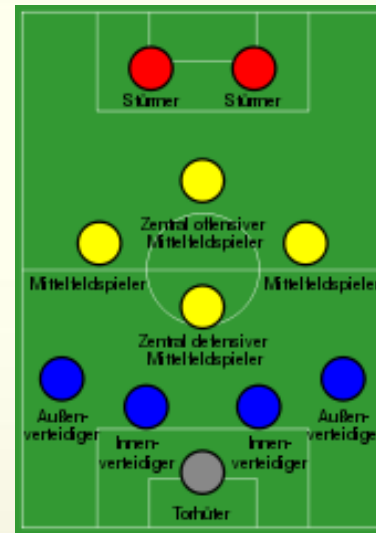 Stürmer Stürmer
Zentral offensiver
Mittelfeldspieler
Mittelfeldspieler Mittelfeldspieler
Zentral defensiver
Mittelfeldspieler
Außen-
verteidiger
Innen-
verteidiger
Innen-
verteidiger
Außen-
verteidiger
Torhüter